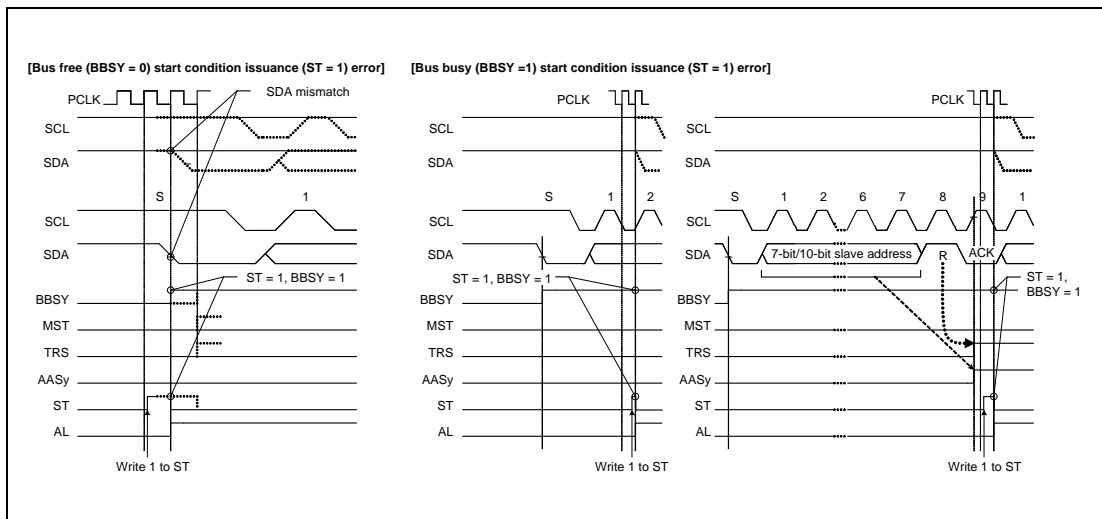 [Bus free (BBSY = 0) start condition issuance (ST = 1) error]
[Bus busy (BBSY =1) start condition issuance (ST = 1) error]
PCLK
SDA mismatch
SCL
SDA
S 1
SCL
SDA
ST = 1, BBSY = 1
BBSY
MST
TRS
AASy
ST
AL
Write 1 to ST
PCLK
SCL
SDA
S 1 2
SCL
SDA
ST = 1, BBSY = 1
BBSY
MST
TRS
AASy
ST
AL
Write 1 to ST
PCLK
SCL
SDA
S 1 2 6 7 8 9 1
SCL
SDA 7-bit/10-bit slave address R ACK
ST = 1,
BBSY = 1
BBSY
MST
TRS
AASy
ST
AL
Write 1 to ST